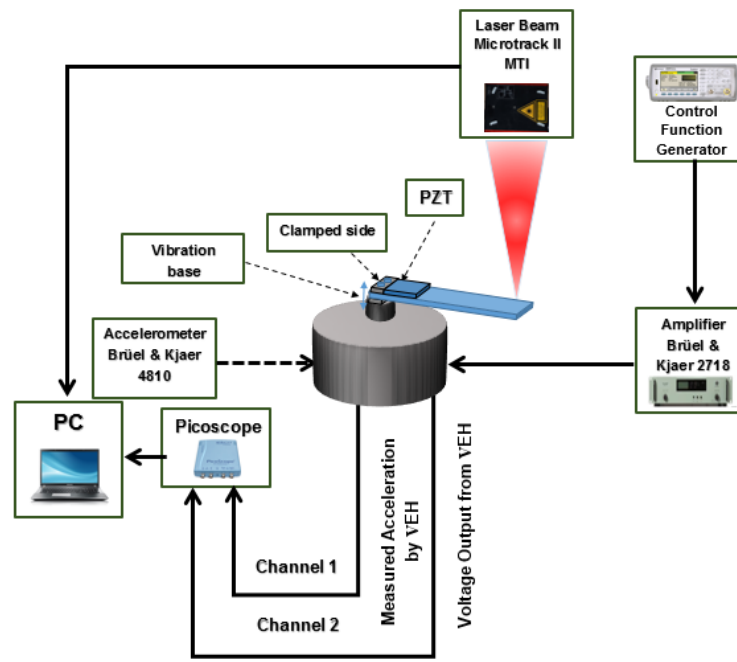 Laser Beam
Microtrack II
MTI
Control
Function
Generator
PZT
Clamped side
Vibration
base
Accelerometer
Brüel & Kjaer
4810
Amplifier
Brüel &
Kjaer 2718
PC
Picoscope
Measured Acceleration
by VEH
Voltage Output from VEH
Channel 1
Channel 2